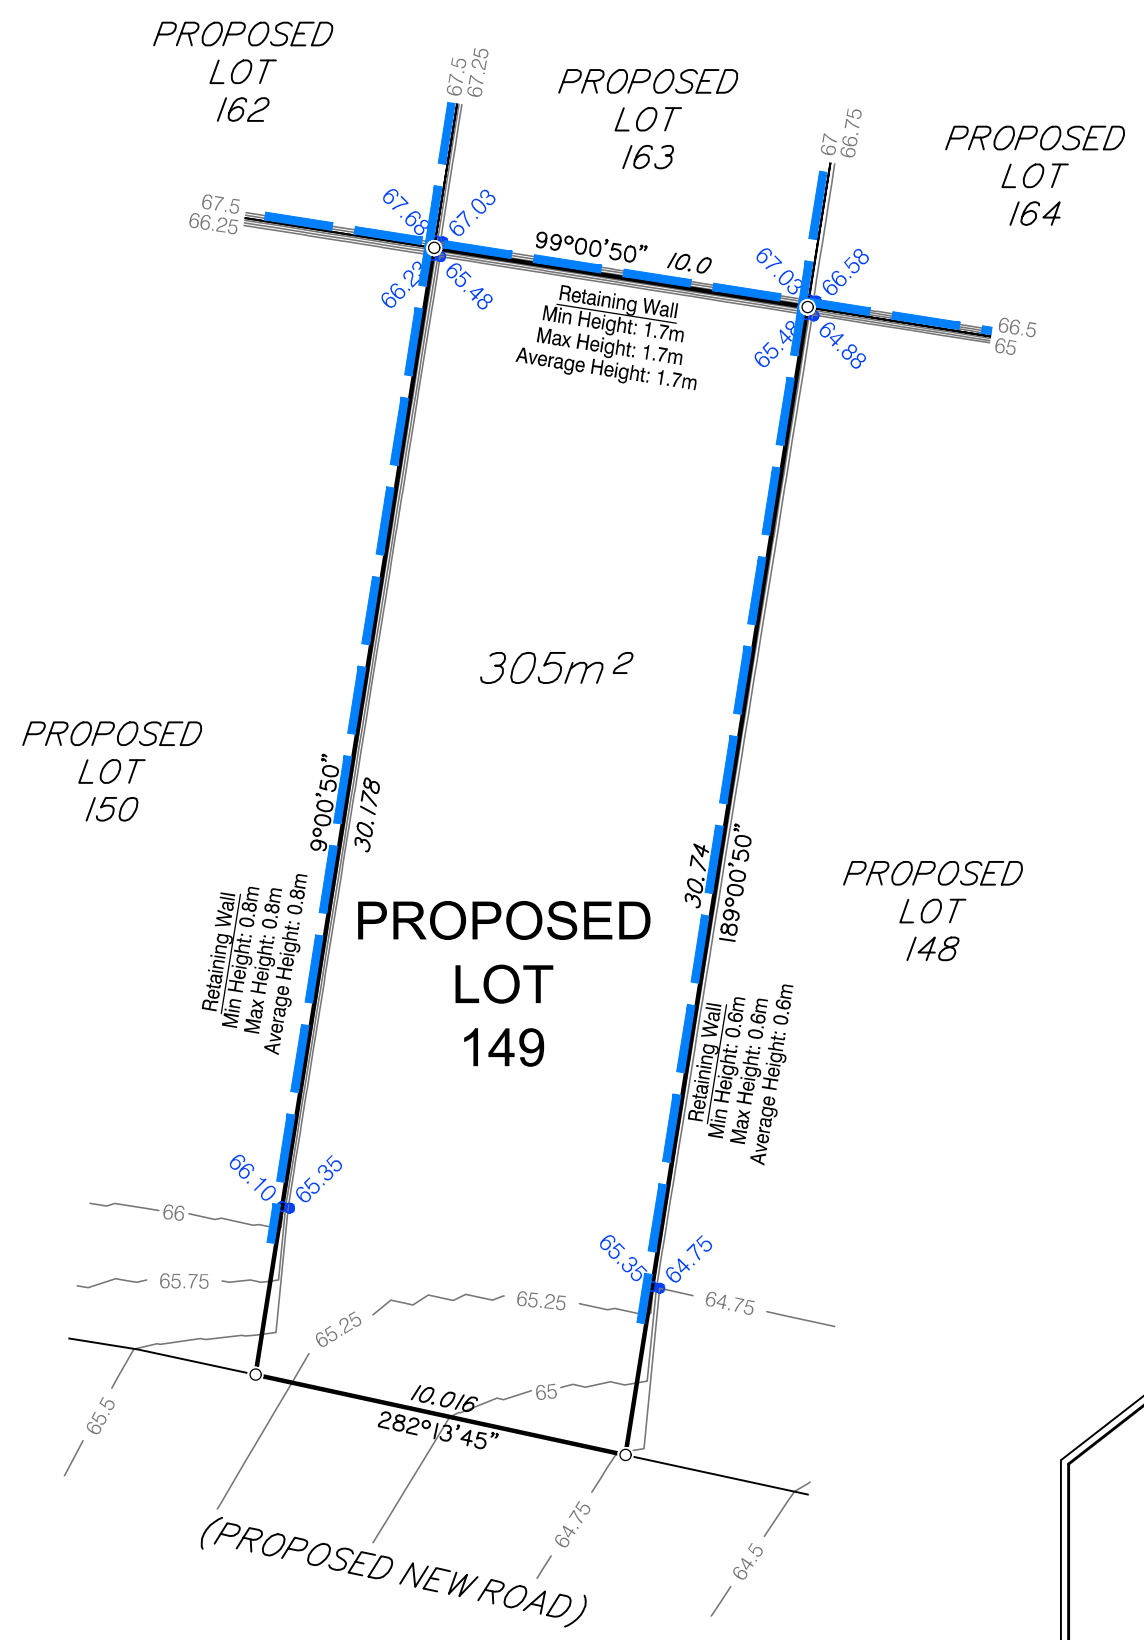 PROPOSED
LOT
162
67.5
67.25
PROPOSED
LOT
163
67
66.75
PROPOSED
LOT
164
67.5
66.25
67.68
67.03
66.23
65.48
99°00'50"
10.0
Retaining Wall
Min Height: 1.7m
Max Height: 1.7m
Average Height: 1.7m
67.03
66.58
65.48
64.88
66.5
65
305m²
PROPOSED
LOT
150
9°00'50"
30.178
Retaining Wall
Min Height: 0.8m
Max Height: 0.8m
Average Height: 0.8m
PROPOSED
LOT
149
30.74
189°00'50"
PROPOSED
LOT
148
Retaining Wall
Min Height: 0.6m
Max Height: 0.6m
Average Height: 0.6m
66.10
65.35
66
65.75
65.35
64.75
65.25
65.25
64.75
65
65.5
10.016
282°13'45"
64.75
64.5
(PROPOSED NEW ROAD)